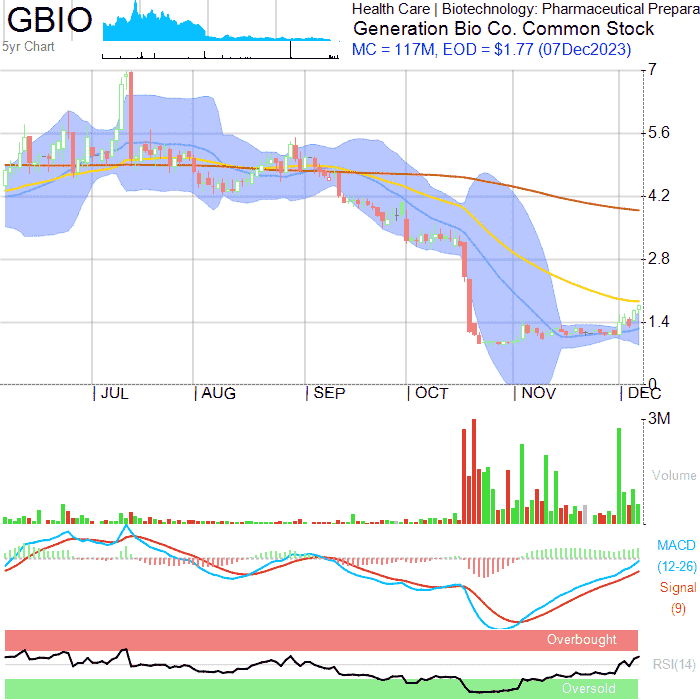 GBIO
5yr Chart
Health Care | Biotechnology: Pharmaceutical Prepara
Generation Bio Co. Common Stock
MC = 117M, EOD = $1.77 (07Dec2023)
7
5.6
4.2
2.8
1.4
0
JUL AUG SEP OCT NOV DEC
3M
Volume
MACD
(12-26)
Signal
(9)
Overbought
RSI(14)
Oversold